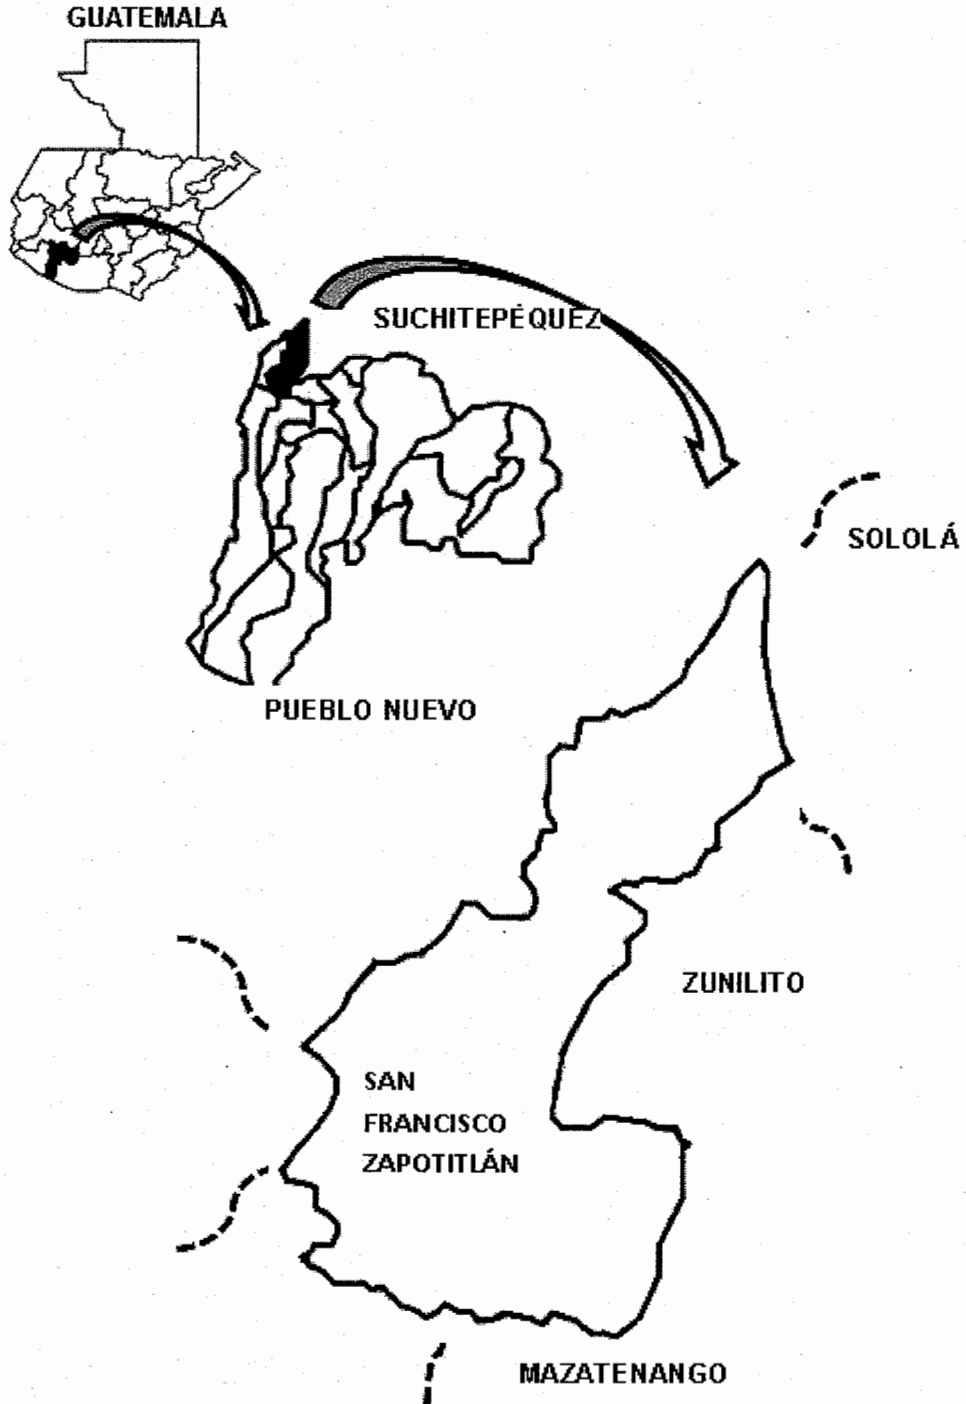 GUATEMALA
SUCHITEPÉQUEZ
SOLOLÁ
PUEBLO NUEVO
ZUNILITO
SAN
FRANCISCO
ZAPOTITLÁN
MAZATENANGO